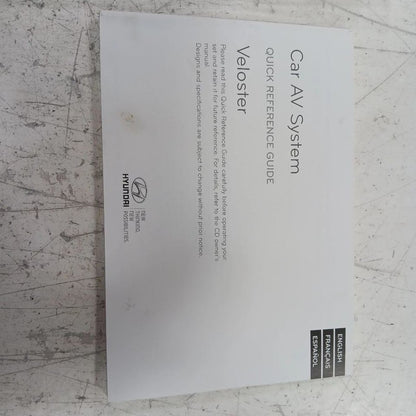 Car AV System
QUICK REFERENCE GUIDE
Veloster
Please read this Quick Reference Guide carefully before operating your
set and retain it for future reference. For details, refer to the CD owner's
manual.
Designs and specifications are subject to change without prior notice.
HYUNDAI
NEW
THINKING.
NEW
POSSIBILITIES.
ENGLISH
FRANÇAIS
ESPAÑOL